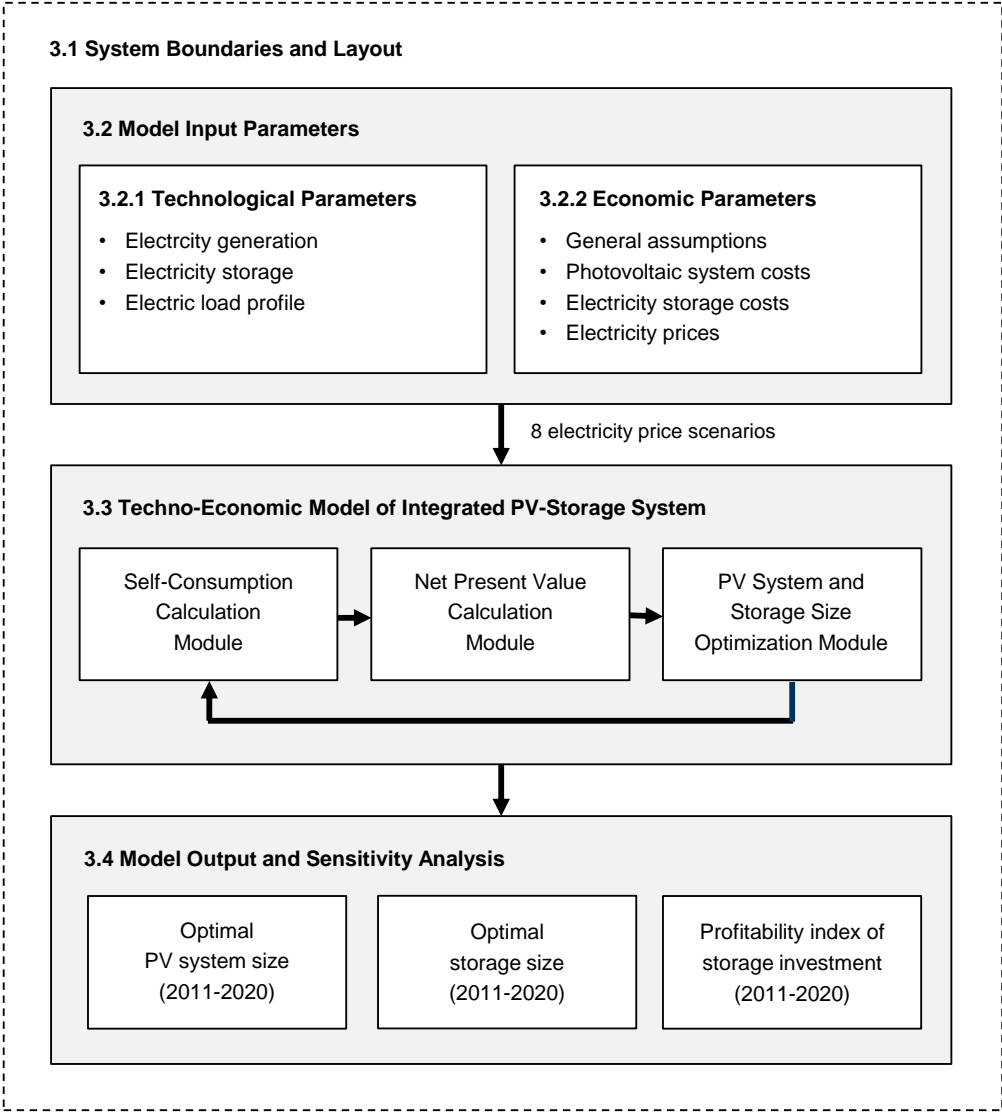 3.1 System Boundaries and Layout
3.2 Model Input Parameters
3.2.1 Technological Parameters
• Electrcity generation
• Electricity storage
• Electric load profile
3.2.2 Economic Parameters
• General assumptions
• Photovoltaic system costs
• Electricity storage costs
• Electricity prices
8 electricity price scenarios
3.3 Techno-Economic Model of Integrated PV-Storage System
Self-Consumption
Calculation
Module
Net Present Value
Calculation
Module
PV System and
Storage Size
Optimization Module
3.4 Model Output and Sensitivity Analysis
Optimal
PV system size
(2011-2020)
Optimal
storage size
(2011-2020)
Profitability index of
storage investment
(2011-2020)